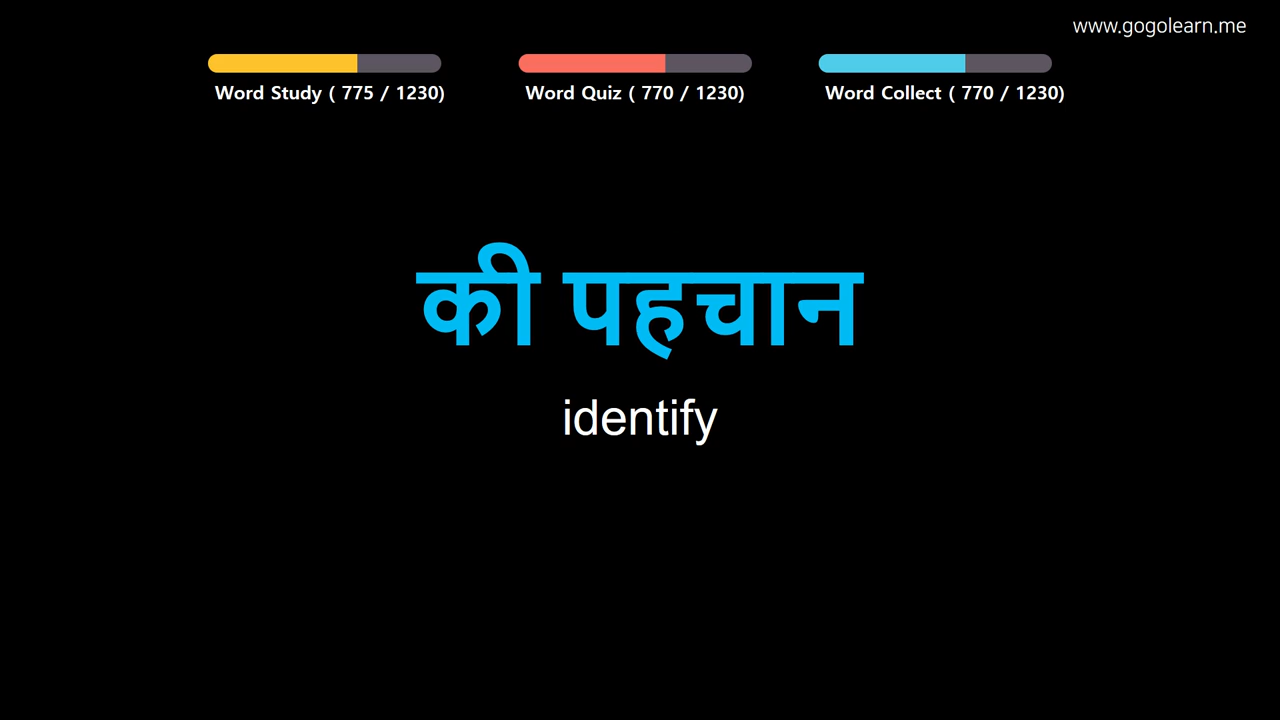 www.gogolearn.me
Word Study ( 775 / 1230)
Word Quiz ( 770 / 1230)
Word Collect ( 770 / 1230)
की पहचान
identify